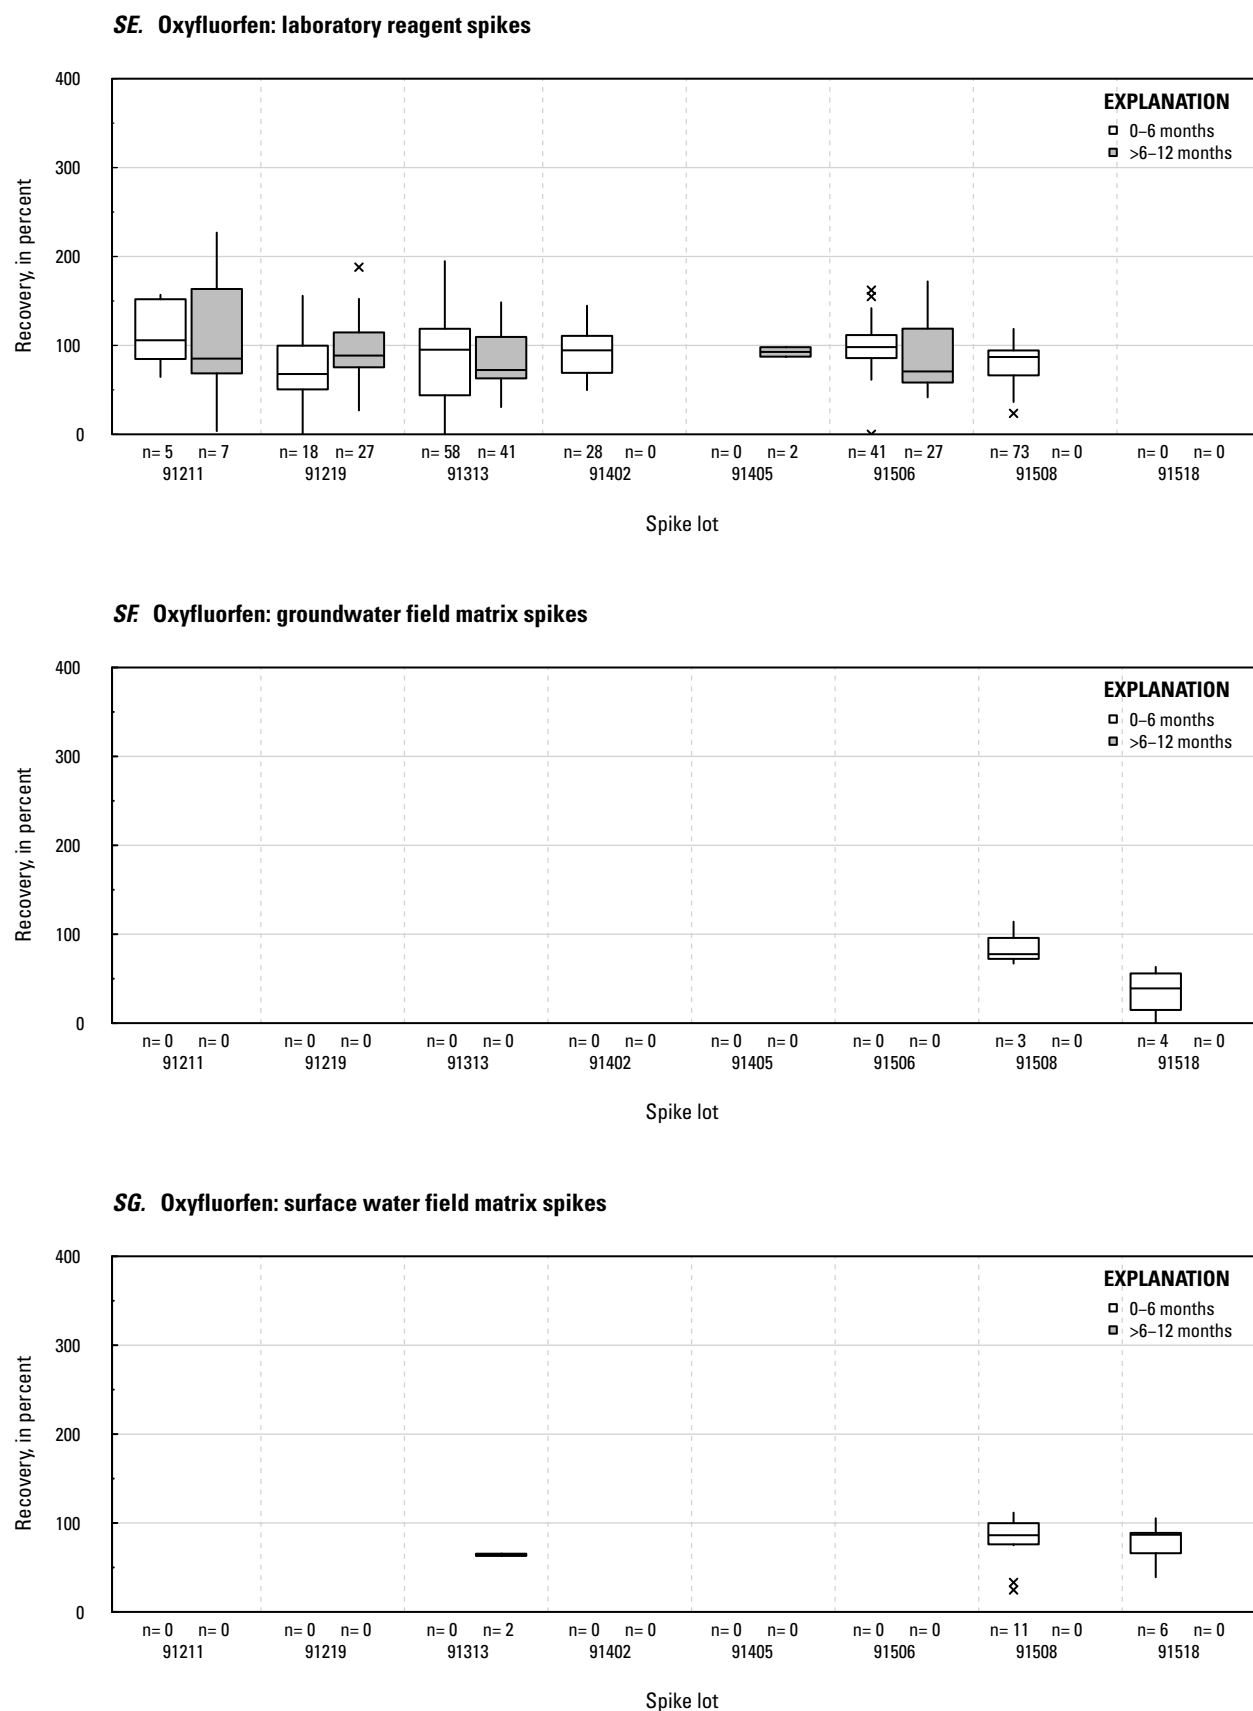 SE. Oxyfluorfen: laboratory reagent spikes
400
300
200
100
0
Recovery, in percent
EXPLANATION
0–6 months
>6–12 months
n= 5 n= 7 n= 18 n= 27 n= 58 n= 41 n= 28 n= 0 n= 0 n= 2 n= 41 n= 27 n= 73 n= 0 n= 0 n= 0
91211 91219 91313 91402 91405 91506 91508 91518
Spike lot
SF. Oxyfluorfen: groundwater field matrix spikes
400
300
200
100
0
Recovery, in percent
EXPLANATION
0–6 months
>6–12 months
n= 0 n= 0 n= 0 n= 0 n= 0 n= 0 n= 0 n= 0 n= 0 n= 0 n= 0 n= 0 n= 3 n= 0 n= 4 n= 0
91211 91219 91313 91402 91405 91506 91508 91518
Spike lot
SG. Oxyfluorfen: surface water field matrix spikes
400
300
200
100
0
Recovery, in percent
EXPLANATION
0–6 months
>6–12 months
n= 0 n= 0 n= 0 n= 0 n= 0 n= 2 n= 0 n= 0 n= 0 n= 0 n= 0 n= 0 n= 11 n= 0 n= 6 n= 0
91211 91219 91313 91402 91405 91506 91508 91518
Spike lot